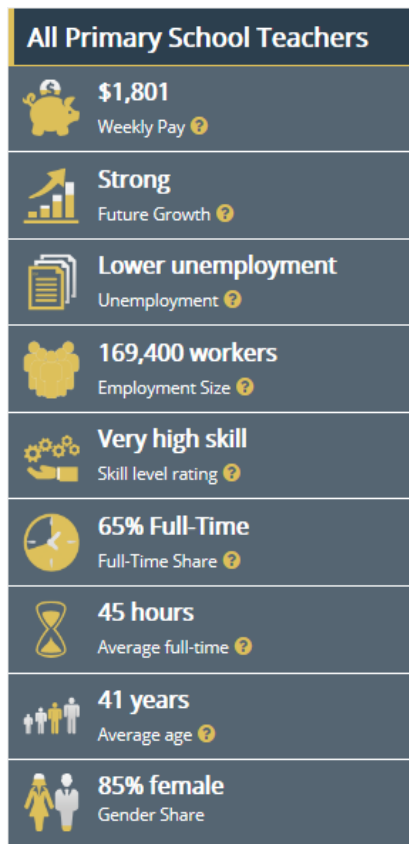 All Primary School Teachers
$1,801
Weekly Pay ?
Strong
Future Growth ?
Lower unemployment
Unemployment ?
169,400 workers
Employment Size ?
Very high skill
Skill level rating ?
65% Full-Time
Full-Time Share ?
45 hours
Average full-time ?
41 years
Average age ?
85% female
Gender Share